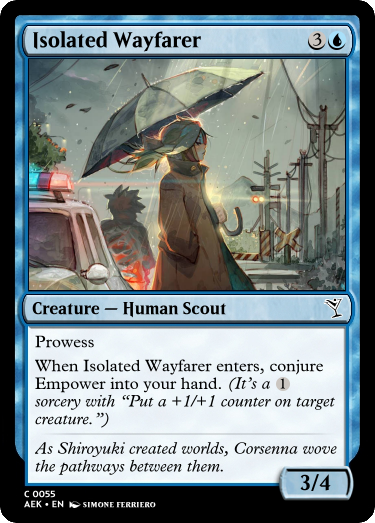 Isolated Wayfarer 3
Creature — Human Scout
Prowess
When Isolated Wayfarer enters, conjure
Empower into your hand. (It's a 1
sorcery with “Put a +1/+1 counter on target
creature.”)
As Shiroyuki created worlds, Corsenna wove
the pathways between them.
3/4
C 0055
AEK • EN SIMONE FERRIERO